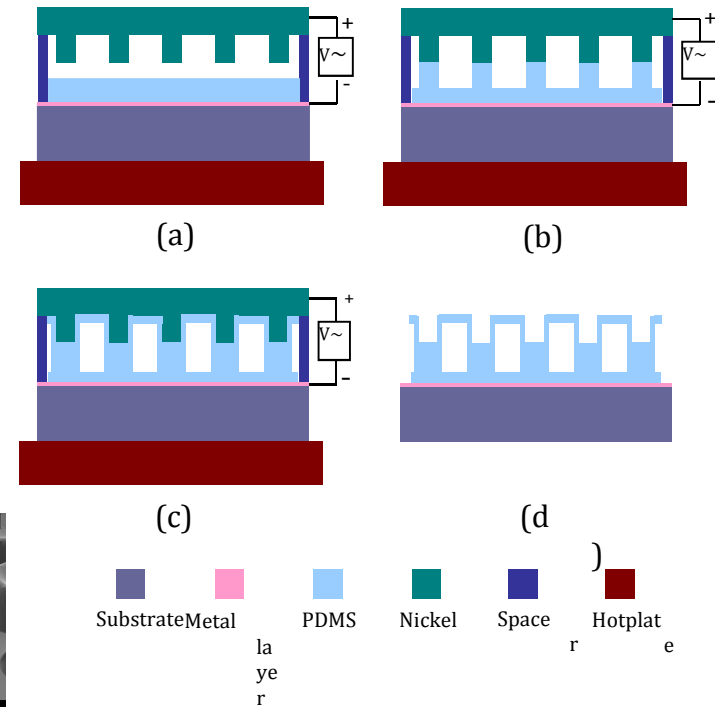 +
V~
-
+
V~
-
(a)
(b)
+
V~
-
(c)
(d
)
Substrate
Metal
la
ye
r
PDMS
Nickel
Space
r
Hotplat
e